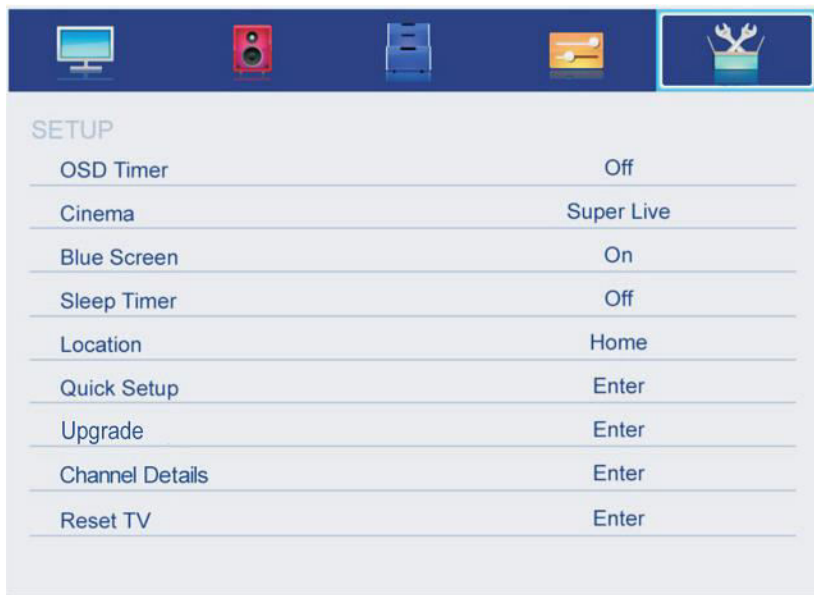 SETUP
OSD Timer Off
Cinema Super Live
Blue Screen On
Sleep Timer Off
Location Home
Quick Setup Enter
Upgrade Enter
Channel Details Enter
Reset TV Enter